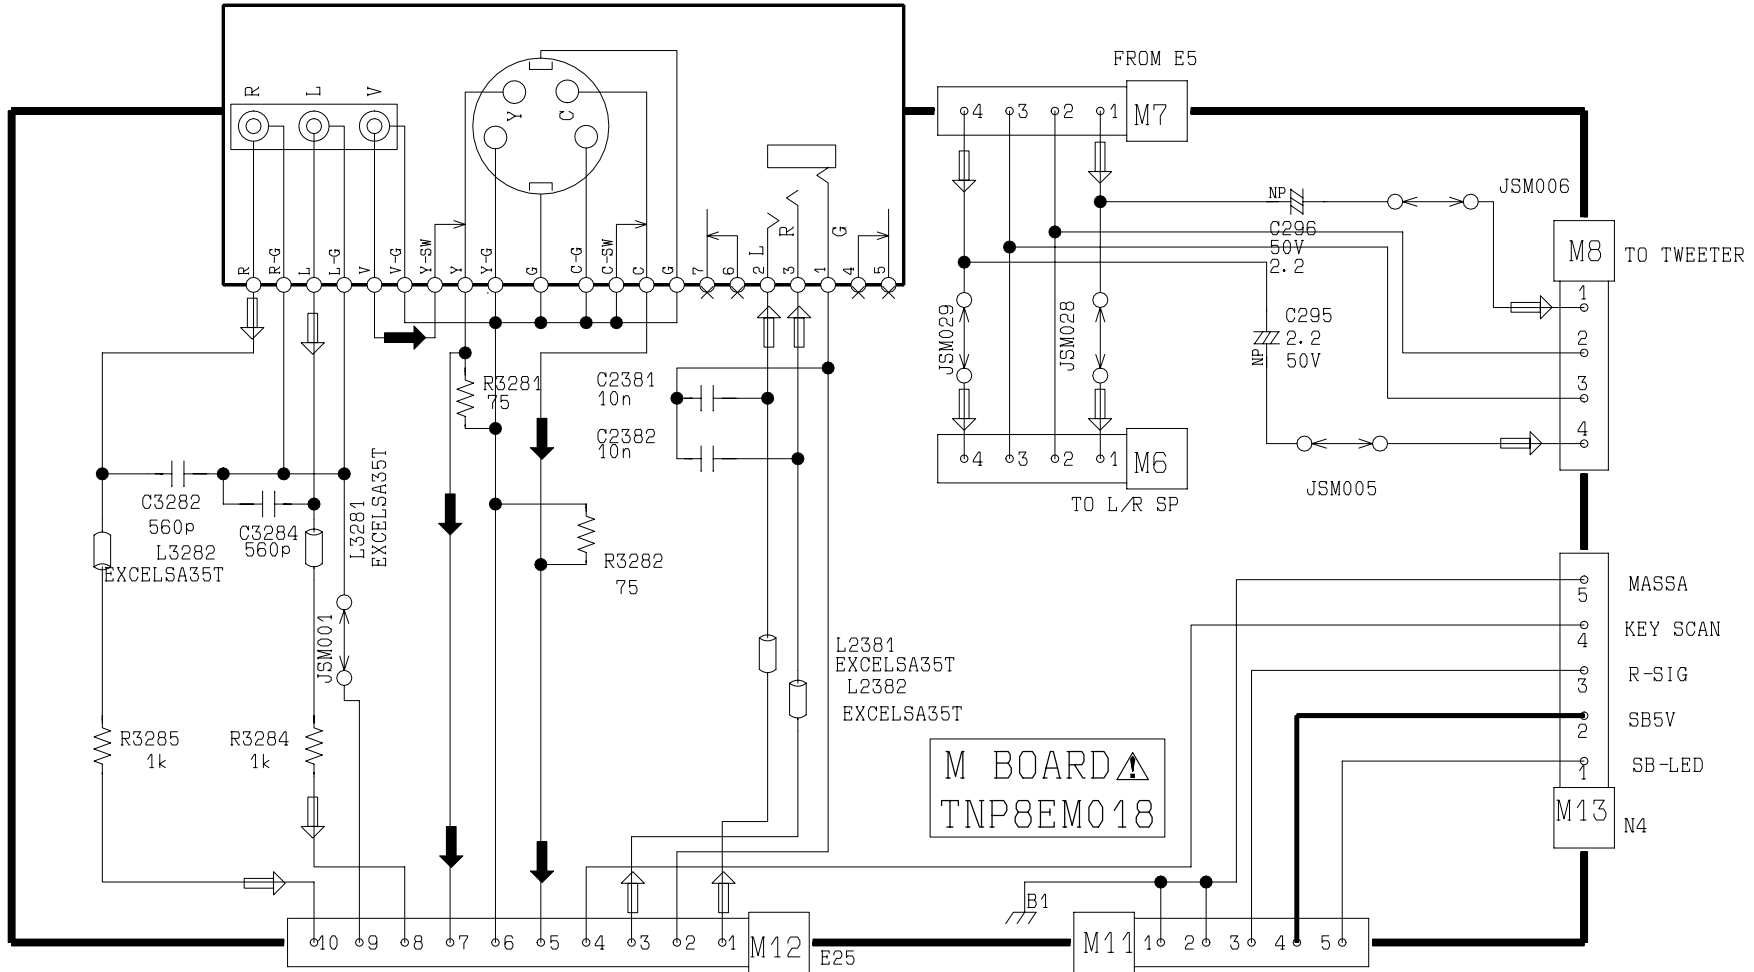 FROM E5
R
L
V
Y
C
4
3
2
1
M7
JSM006
NP
C296
50V
2.2
M8
TO TWEETER
1
2
3
4
R
R-G
L
L-G
V
V-G
Y-SW
Y
Y-G
G
C-G
C-SW
C
G
7
6
2
L
3
R
1
G
4
5
JSM029
JSM028
C295
2.2
50V
NP
JSM005
R3281
75
C2381
10n
C2382
10n
4
3
2
1
M6
TO L/R SP
C3282
560p
C3284
560p
L3281
EXCELSA35T
L3282
EXCELSA35T
R3282
75
JSM001
L2381
EXCELSA35T
L2382
EXCELSA35T
R3285
1k
R3284
1k
M BOARD
TNP8EM018
5
MASSA
4
KEY SCAN
3
R-SIG
2
SB5V
1
SB-LED
M13
N4
B1
10
9
8
7
6
5
4
3
2
1
M12
E25
M11
1
2
3
4
5